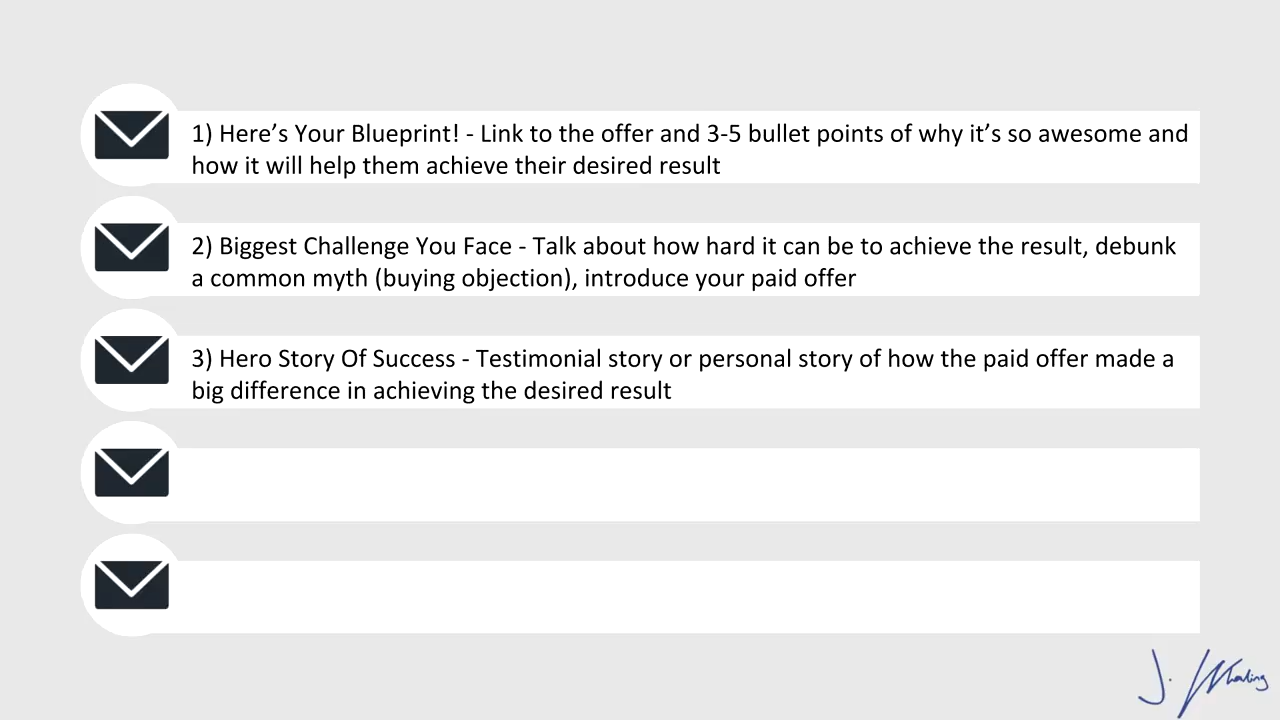 1) Here’s Your Blueprint! - Link to the offer and 3-5 bullet points of why it’s so awesome and
how it will help them achieve their desired result
2) Biggest Challenge You Face - Talk about how hard it can be to achieve the result, debunk
a common myth (buying objection), introduce your paid offer
3) Hero Story Of Success - Testimonial story or personal story of how the paid offer made a
big difference in achieving the desired result